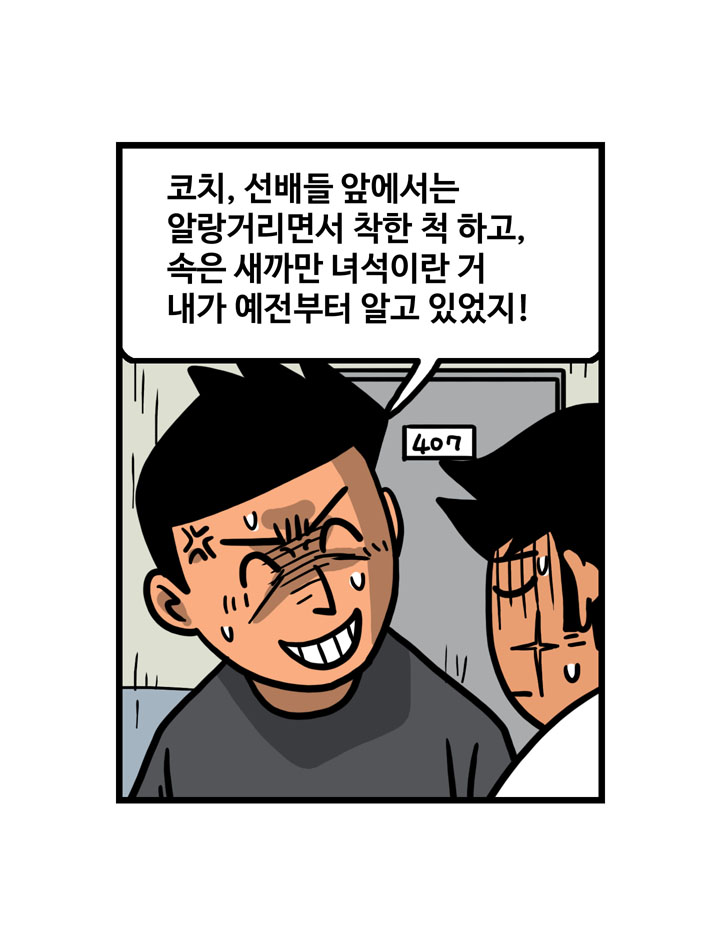 코치, 선배들 앞에서는
알랑거리면서 착한 척 하고,
속은 새까만 녀석이란 거
내가 예전부터 알고 있었지!
407